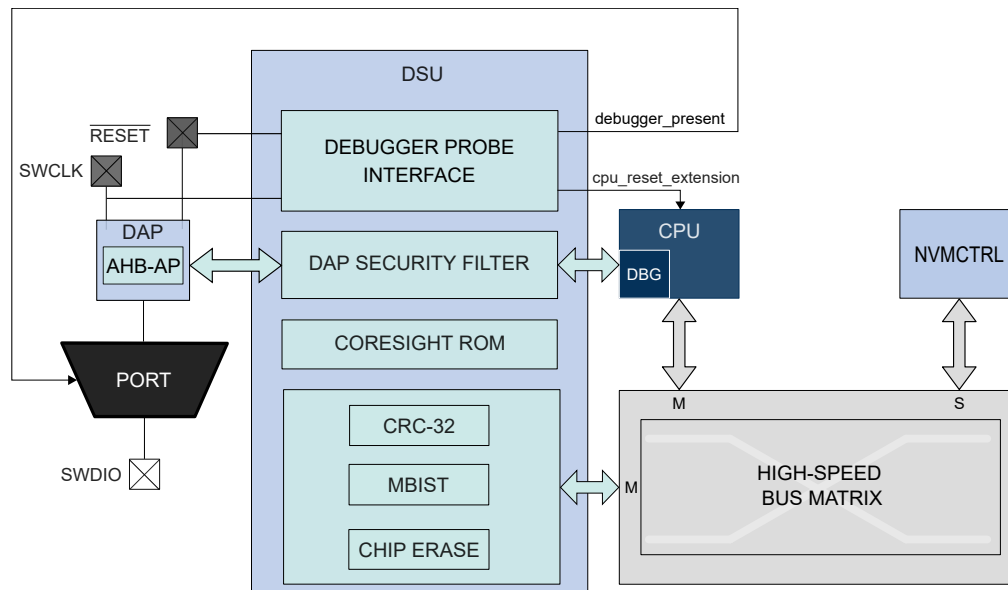 DSU
debugger_present
RESET
DEBUGGER PROBE
INTERFACE
SWCLK
cpu_reset_extension
DAP
CPU
AHB-AP
DAP SECURITY FILTER
DBG
NVMCTRL
CORESIGHT ROM
PORT
M
S
CRC-32
SWDIO
MBIST
M
HIGH-SPEED
BUS MATRIX
CHIP ERASE